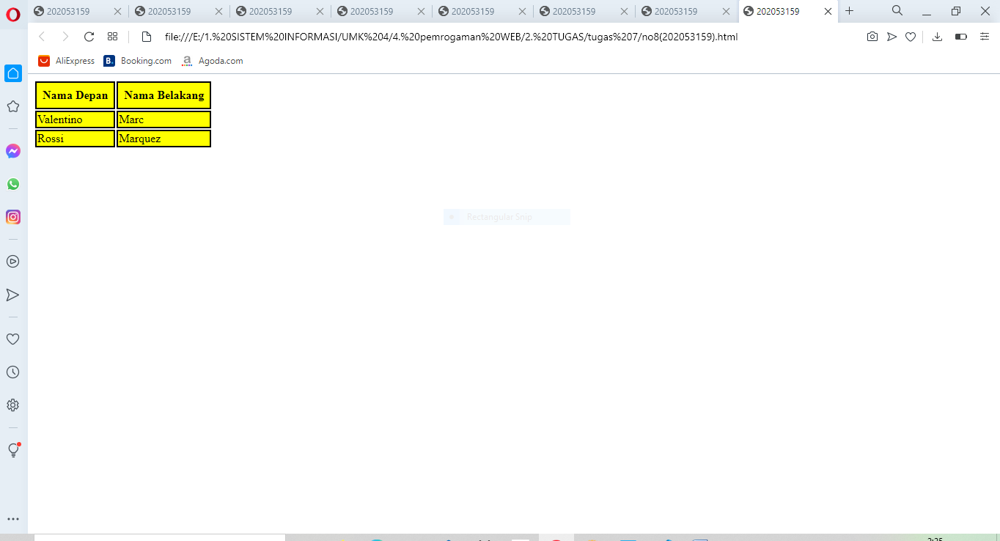 202053159 202053159 202053159 202053159 202053159 202053159 202053159 202053159
file:///E:/1.%20SISTEM%20INFORMASI/UMK%204/4.%20pemrogaman%20WEB/2.%20TUGAS/tugas%207/no8(202053159).html
AliExpress B. Booking.com a Agoda.com
Nama Depan Nama Belakang
Valentino Marc
Rossi Marquez
Rectangular Snip